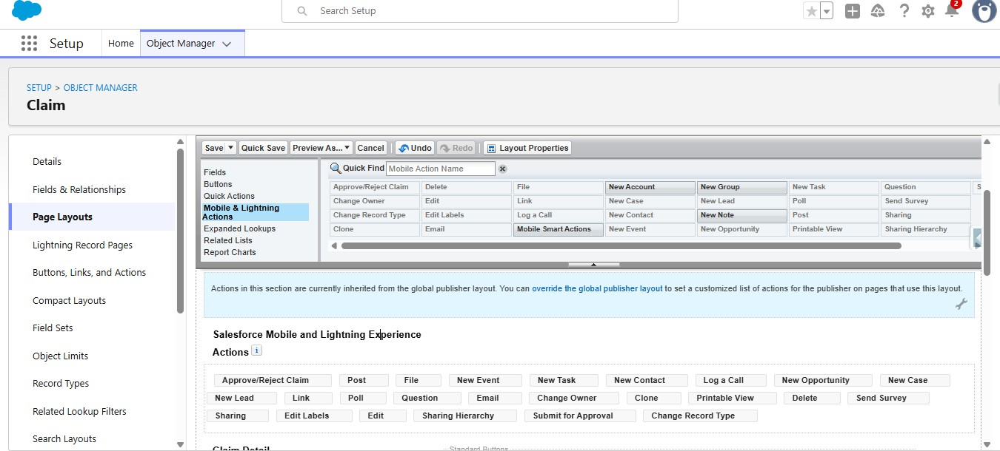 Search Setup
2
Setup Home Object Manager
SETUP > OBJECT MANAGER
Claim
Details
Fields & Relationships
Page Layouts
Lightning Record Pages
Buttons, Links, and Actions
Compact Layouts
Field Sets
Object Limits
Record Types
Related Lookup Filters
Search Layouts
Save Quick Save Preview As... Cancel Undo Redo Layout Properties
Fields
Buttons
Quick Actions
Mobile & Lightning
Actions
Expanded Lookups
Related Lists
Report Charts
Quick Find Mobile Action Name
Approve/Reject Claim Delete File New Account New Group New Task Question S
Change Owner Edit Link New Case New Lead Poll Send Survey
Change Record Type Edit Labels Log a Call New Contact New Note Post Sharing
Clone Email Mobile Smart Actions New Event New Opportunity Printable View Sharing Hierarchy
Actions in this section are currently inherited from the global publisher layout. You can override the global publisher layout to set a customized list of actions for the publisher on pages that use this layout.
Salesforce Mobile and Lightning Experience
Actions i
Approve/Reject Claim Post File New Event New Task New Contact Log a Call New Opportunity New Case
New Lead Link Poll Question Email Change Owner Clone Printable View Delete Send Survey
Sharing Edit Labels Edit Sharing Hierarchy Submit for Approval Change Record Type
Claim Detail Standard Buttons